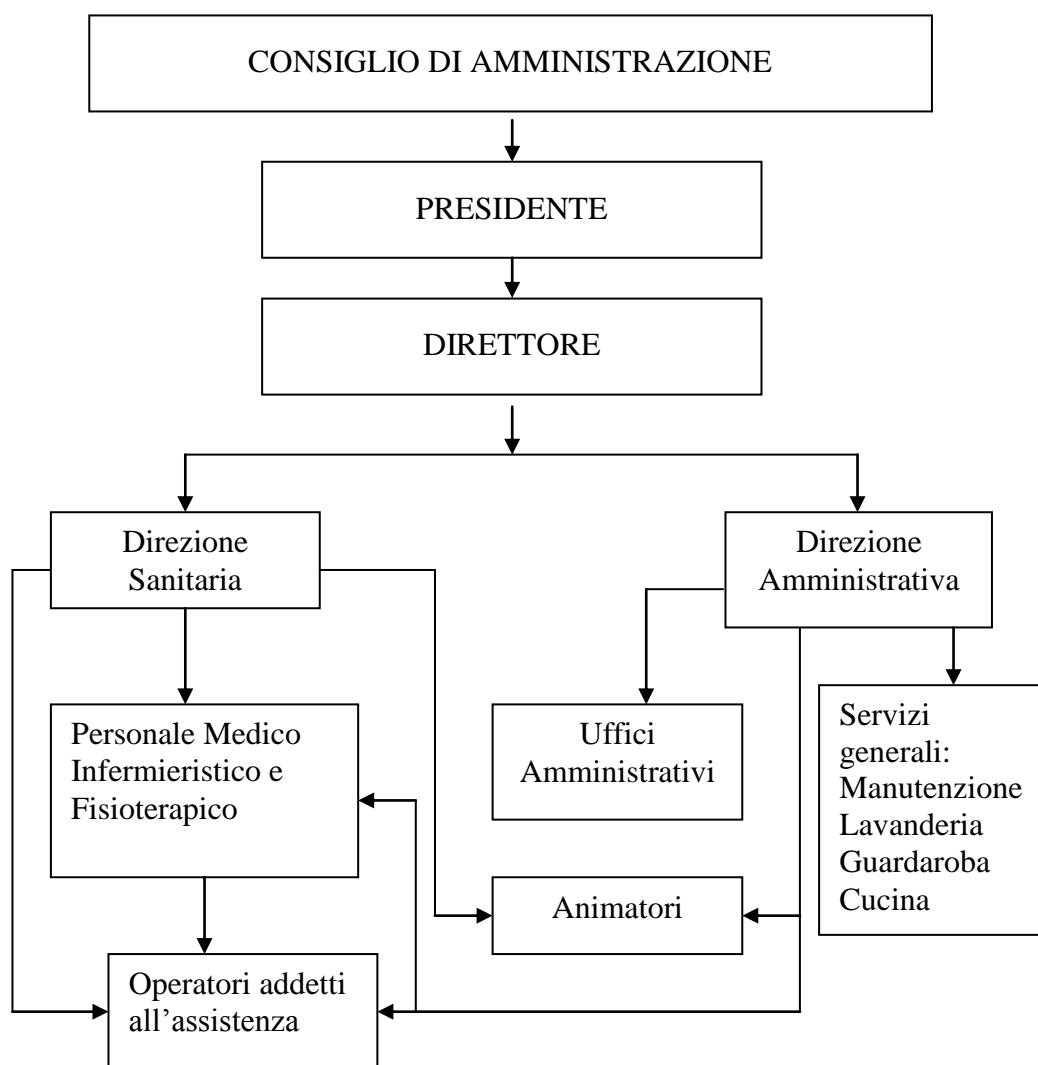 CONSIGLIO DI AMMINISTRAZIONE
PRESIDENTE
DIRETTORE
Direzione
Sanitaria
Direzione
Amministrativa
Personale Medico
Infermieristico e
Fisioterapico
Uffici
Amministrativi
Servizi
generali:
Manutenzione
Lavanderia
Guardaroba
Cucina
Animatori
Operatori addetti
all’assistenza